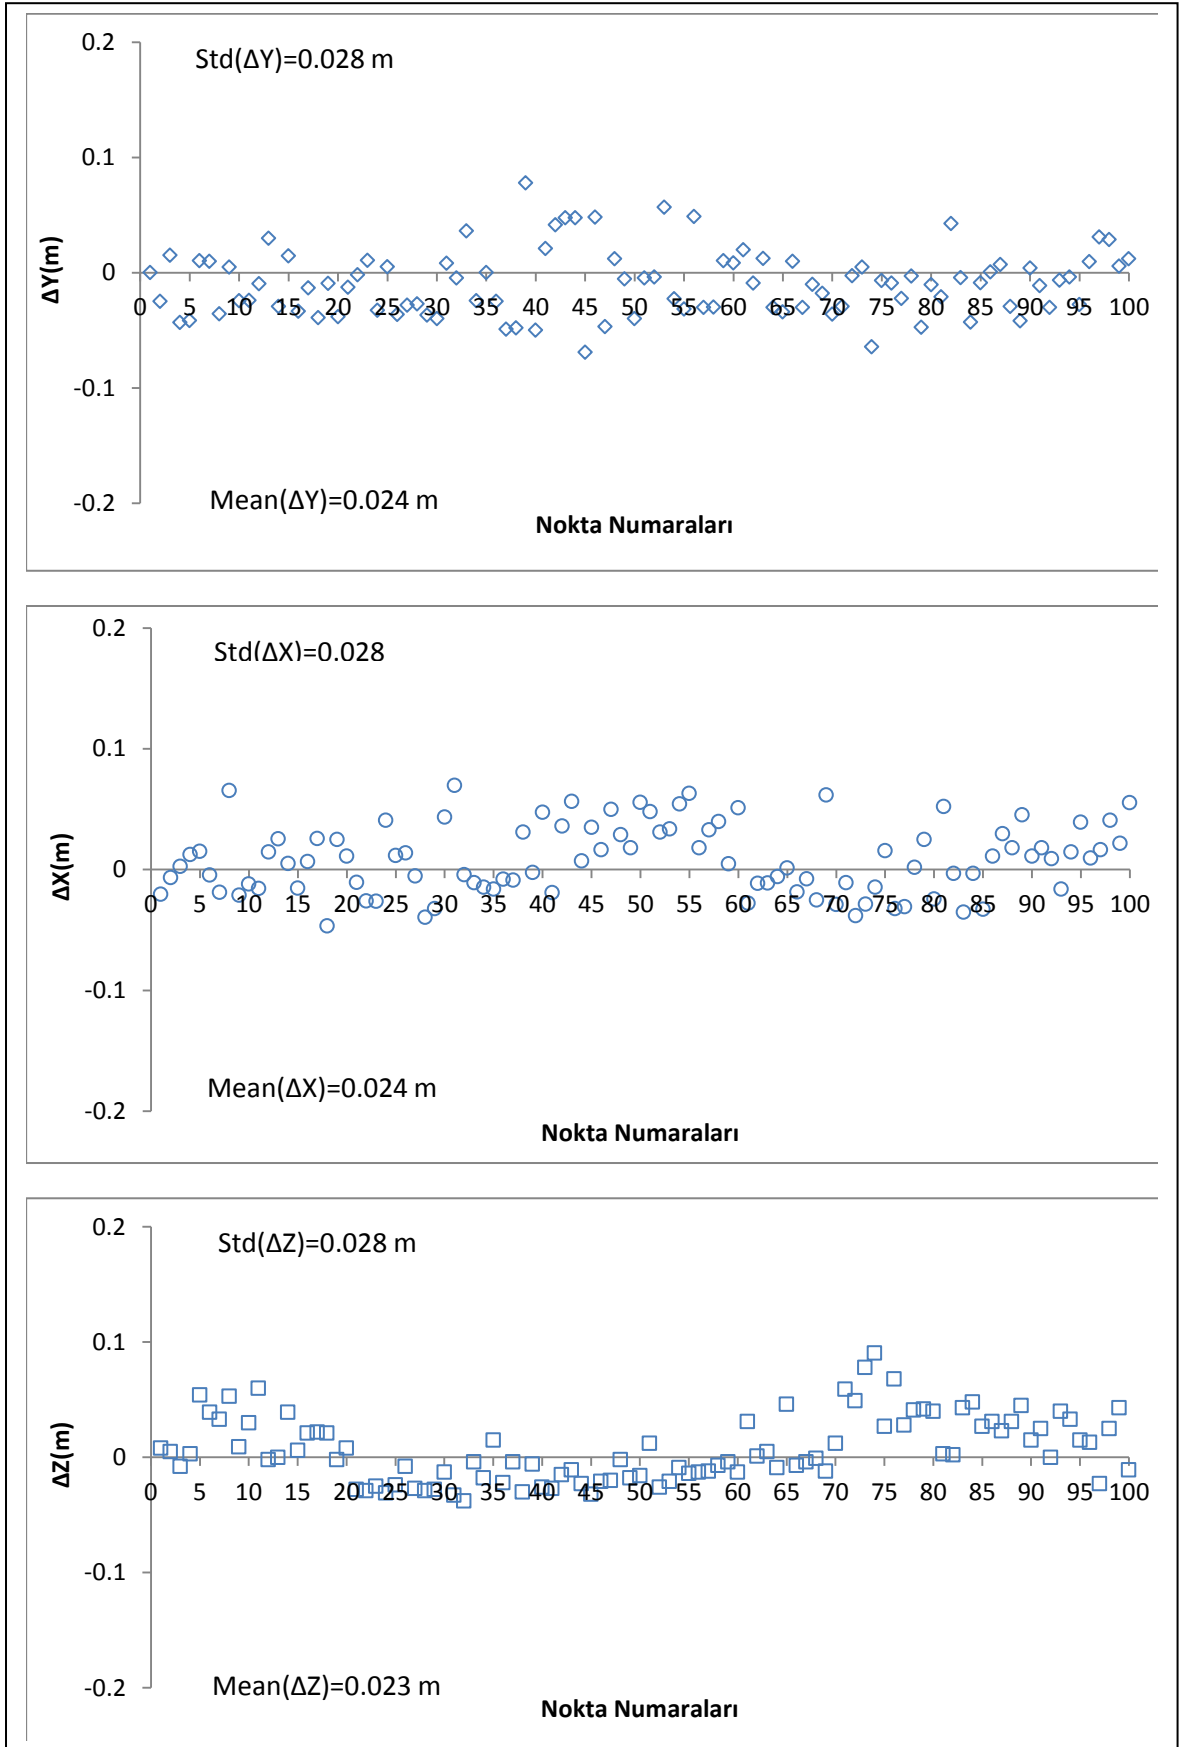 Std(ΔY)=0.028 m
0.2
0.1
0
-0.1
-0.2
ΔY(m)
0 5 10 15 20 25 30 35 40 45 50 55 60 65 70 75 80 85 90 95 100
Mean(ΔY)=0.024 m
Nokta Numaraları
Std(ΔX)=0.028
0.2
0.1
0
-0.1
-0.2
ΔX(m)
0 5 10 15 20 25 30 35 40 45 50 55 60 65 70 75 80 85 90 95 100
Mean(ΔX)=0.024 m
Nokta Numaraları
Std(ΔZ)=0.028 m
0.2
0.1
0
-0.1
-0.2
ΔZ(m)
0 5 10 15 20 25 30 35 40 45 50 55 60 65 70 75 80 85 90 95 100
Mean(ΔZ)=0.023 m
Nokta Numaraları